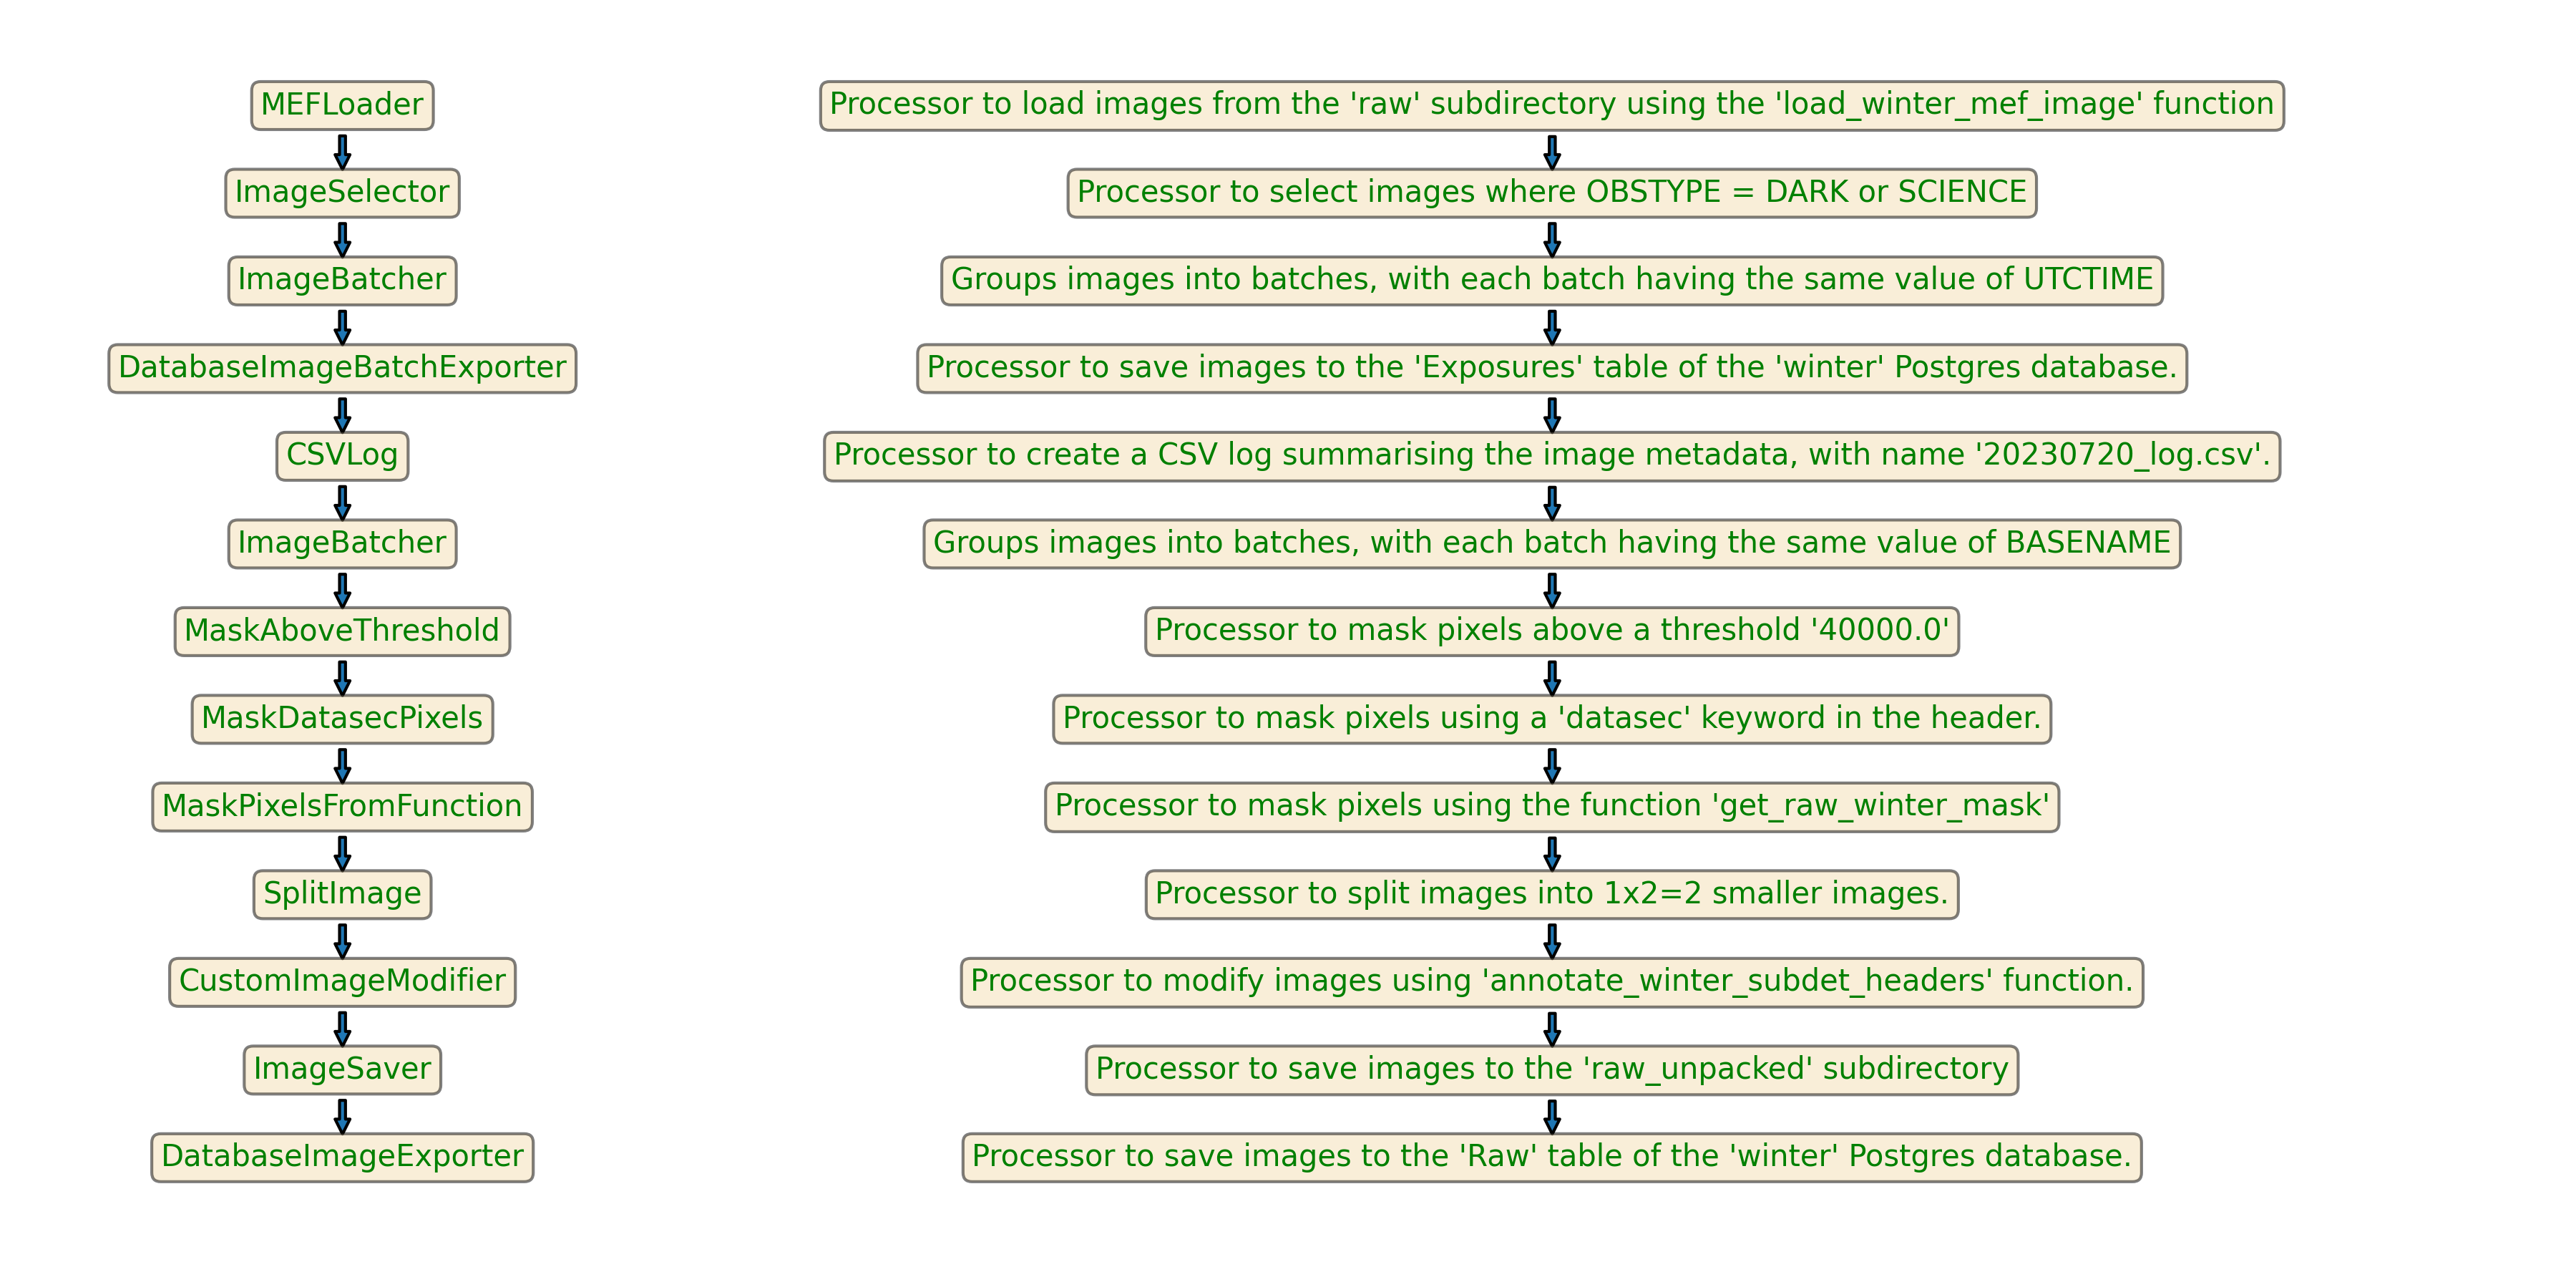 MEFLoader
Processor to load images from the 'raw' subdirectory using the 'load_winter_mef_image' function
ImageSelector
Processor to select images where OBSTYPE = DARK or SCIENCE
ImageBatcher
Groups images into batches, with each batch having the same value of UTCTIME
DatabaseImageBatchExporter
Processor to save images to the 'Exposures' table of the 'winter' Postgres database.
CSVLog
Processor to create a CSV log summarising the image metadata, with name '20230720_log.csv'.
ImageBatcher
Groups images into batches, with each batch having the same value of BASENAME
MaskAboveThreshold
Processor to mask pixels above a threshold '40000.0'
MaskDatasecPixels
Processor to mask pixels using a 'datasec' keyword in the header.
MaskPixelsFromFunction
Processor to mask pixels using the function 'get_raw_winter_mask'
SplitImage
Processor to split images into 1x2=2 smaller images.
CustomImageModifier
Processor to modify images using 'annotate_winter_subdet_headers' function.
ImageSaver
Processor to save images to the 'raw_unpacked' subdirectory
DatabaseImageExporter
Processor to save images to the 'Raw' table of the 'winter' Postgres database.